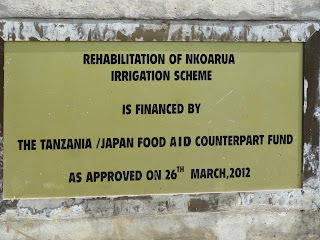 REHABILITATION OF NKOARUA
IRRIGATION SCHEME
IS FINANCED BY
THE TANZANIA /JAPAN FOOD AID COUNTERPART FUND
AS APPROVED ON 26TH MARCH,2012